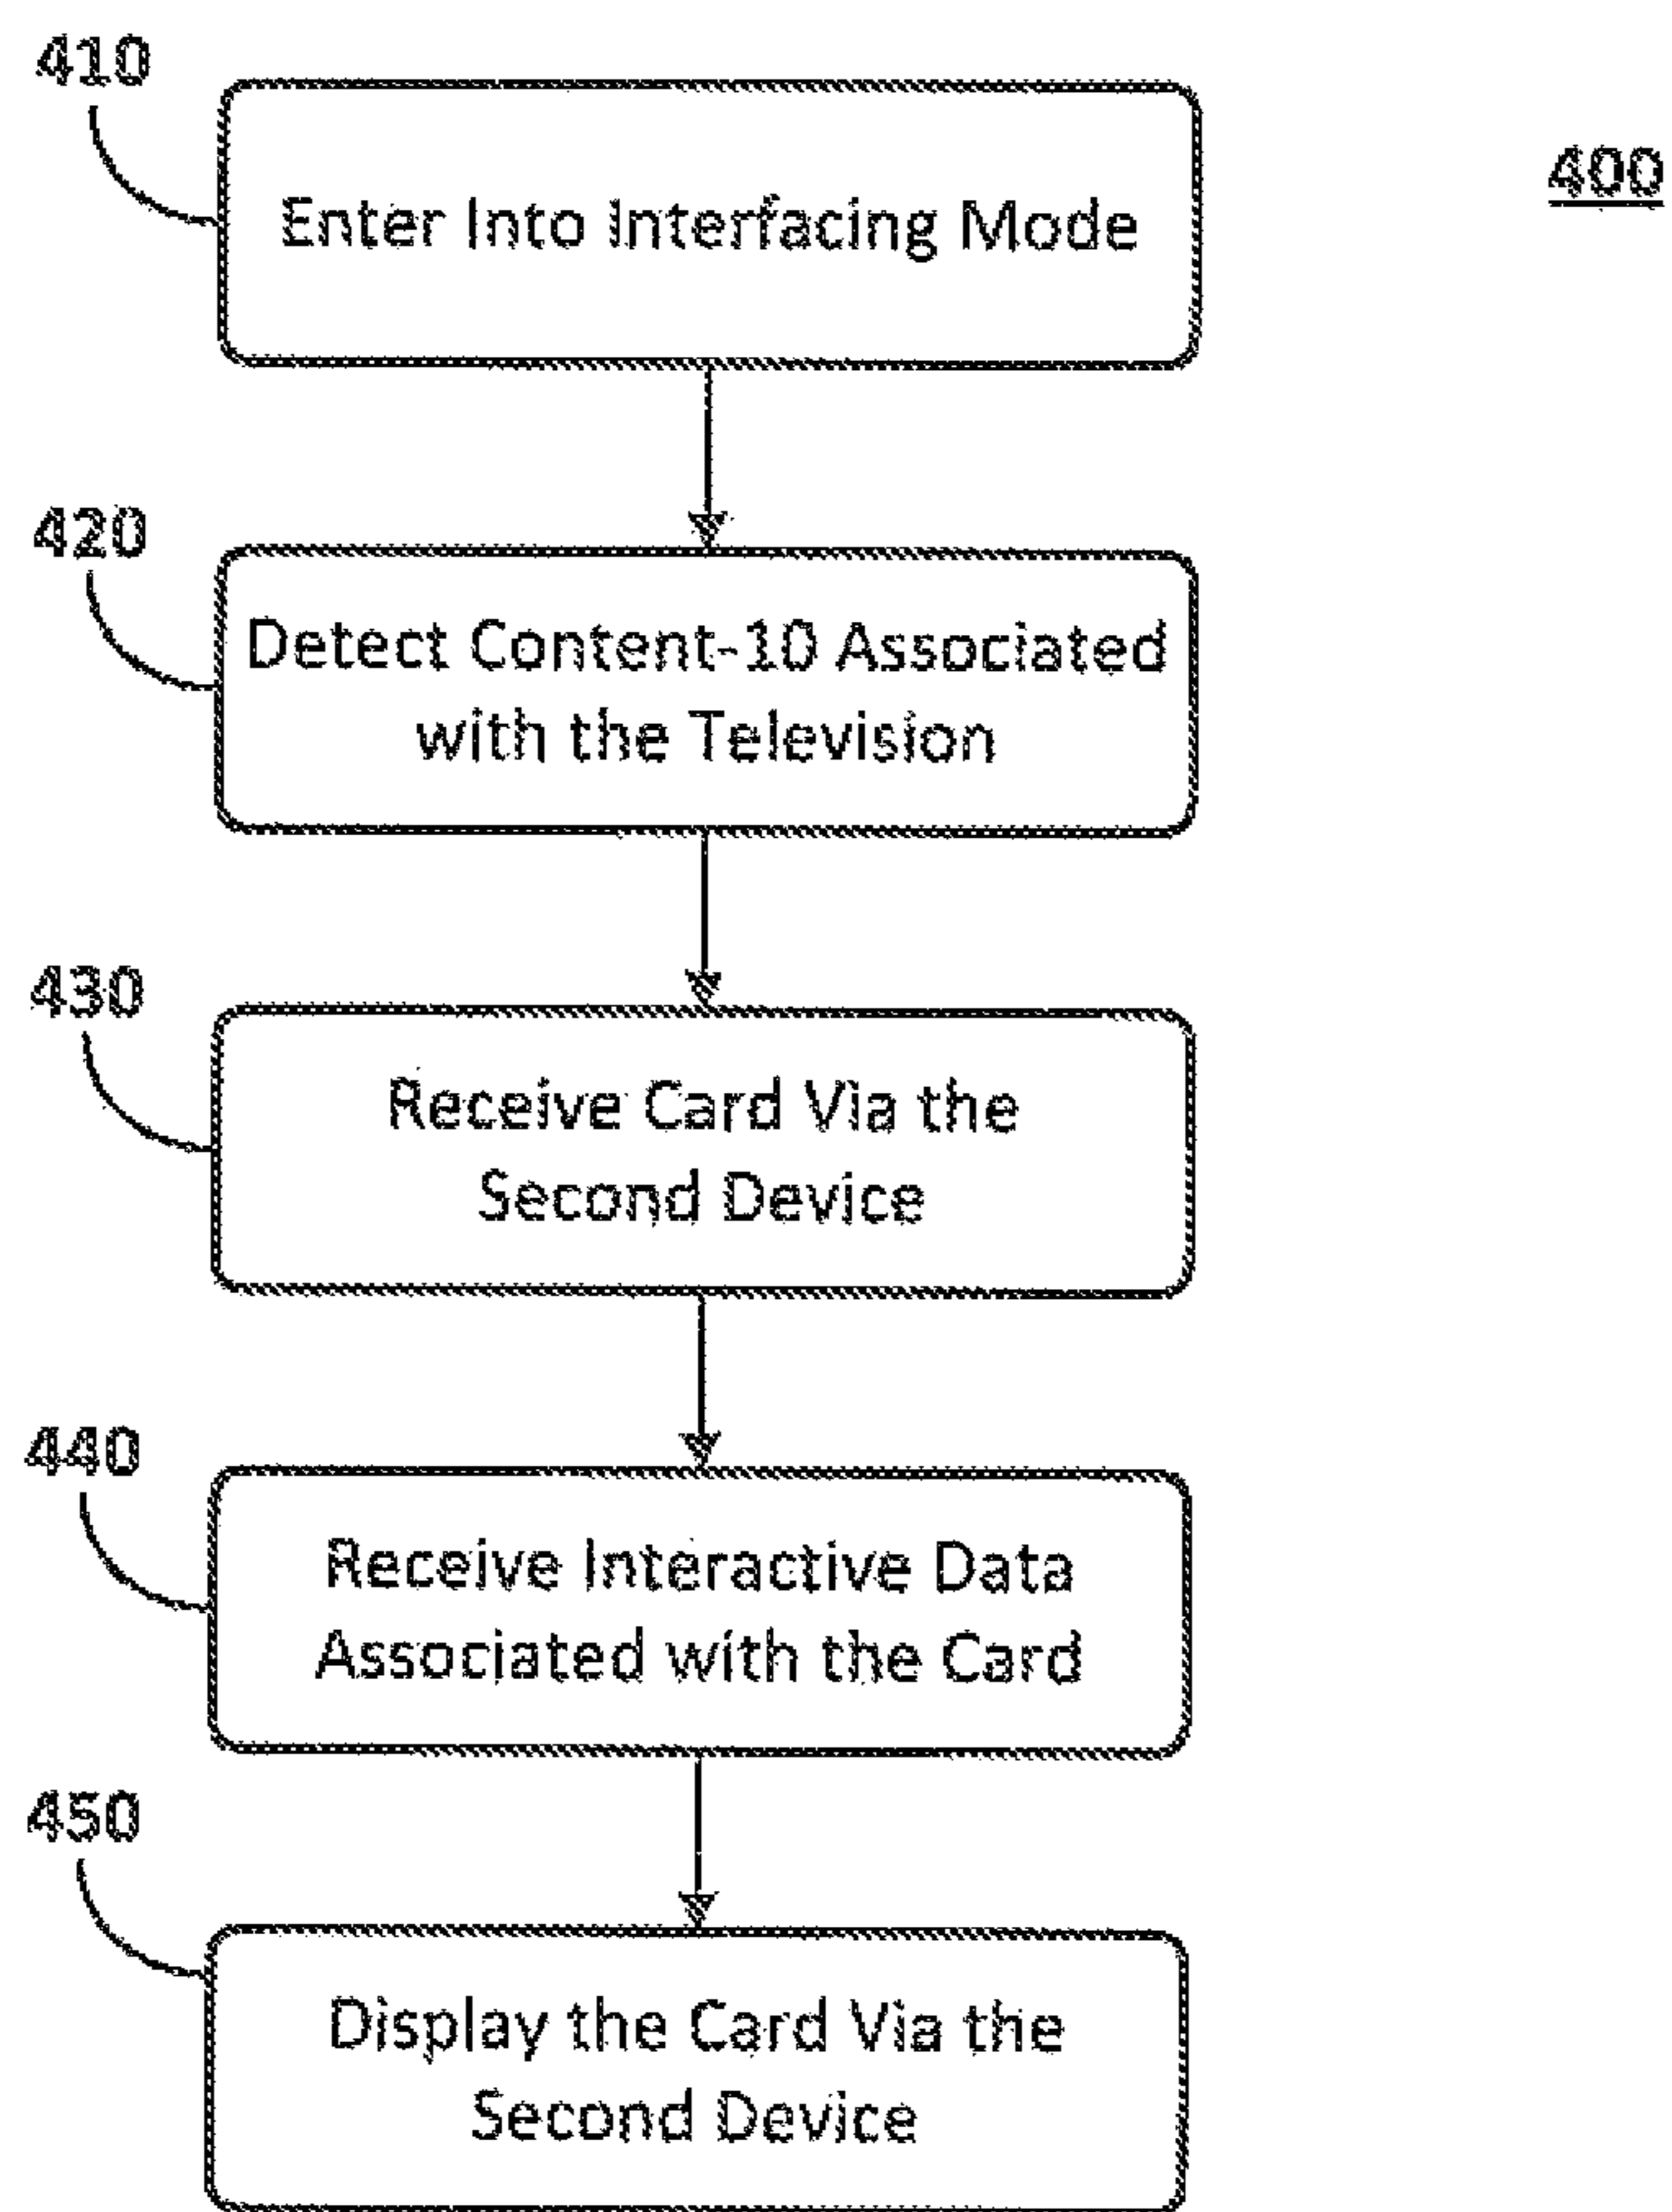 410
400
Enter Into Interfacing Mode
420
Detect Content-10 Associated
with the Television
430
Receive Card Via the
Second Device
440
Receive Interactive Data
Associated with the Card
450
Display the Card Via the
Second Device